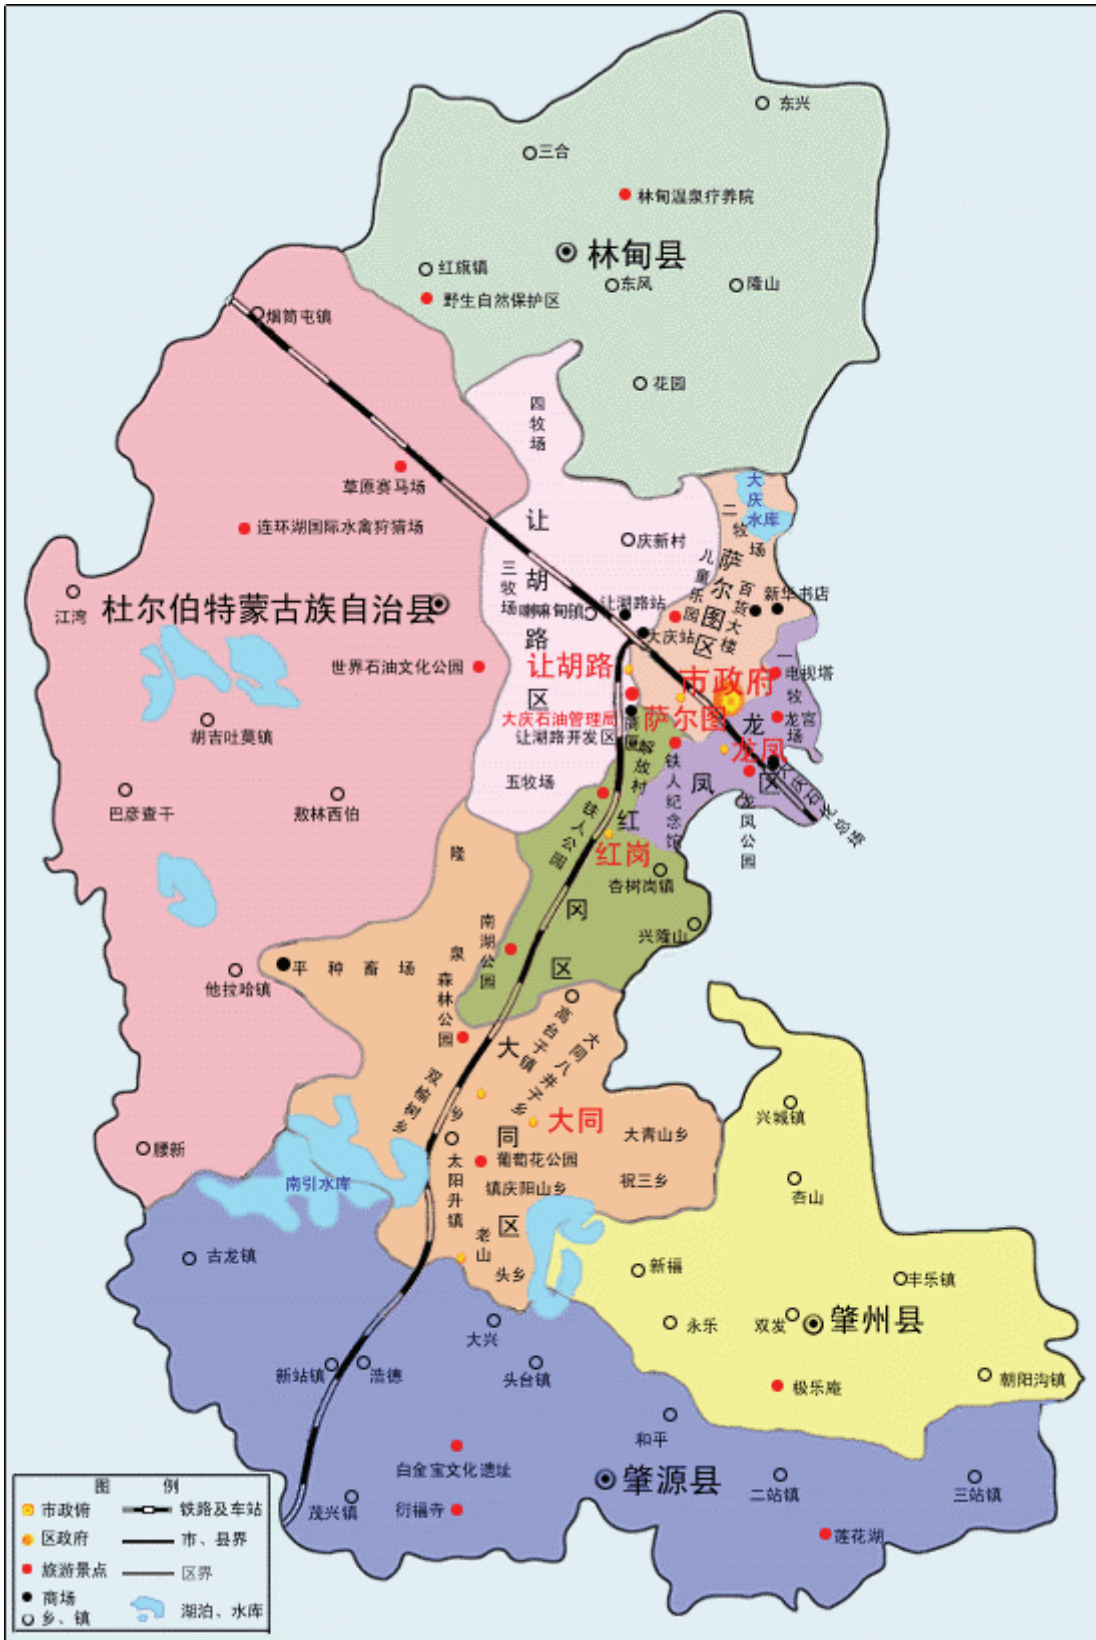 东兴
三合
林甸温泉疗养院
林甸县
红旗镇
东风
隆山
野生自然保护区
烟筒屯镇
花园
四牧场
草原赛马场
大庆水库
二牧场
连环湖国际水禽狩猎场
让胡路区
庆新村
萨尔图区
儿童乐园
百货大楼
三牧场
新华书店
让湖路站
喇嘛甸镇
杜尔伯特蒙古族自治县
江湾
大庆站
世界石油文化公园
让胡路
市政府
电视塔
一牧场
大庆石油管理局
萨尔图
龙宫
龙凤区
胡吉吐莫镇
让湖路开发区
解放村
龙凤
铁人纪念馆
五牧场
巴彦查干
敖林西伯
龙凤公园
铁人公园
红岗
红冈区
杏树岗镇
兴隆山
隆
泉
南湖公园
平种畜场
他拉哈镇
森林公园
高台子镇
大同八井子乡
大同区
双榆树乡
乡
大同
兴城镇
大青山乡
腰新
太阳升镇
葡萄花公园
南引水库
镇庆阳山乡
祝三乡
杏山
老山
头乡
古龙镇
新福
丰乐镇
永乐
双发
肇州县
大兴
新站镇
浩德
头台镇
极乐庵
朝阳沟镇
和平
白金宝文化遗址
肇源县
二站镇
三站镇
茂兴镇
衍福寺
莲花湖
图 例
市政府
铁路及车站
区政府
市、县界
旅游景点
区界
商场
乡、镇
湖泊、水库